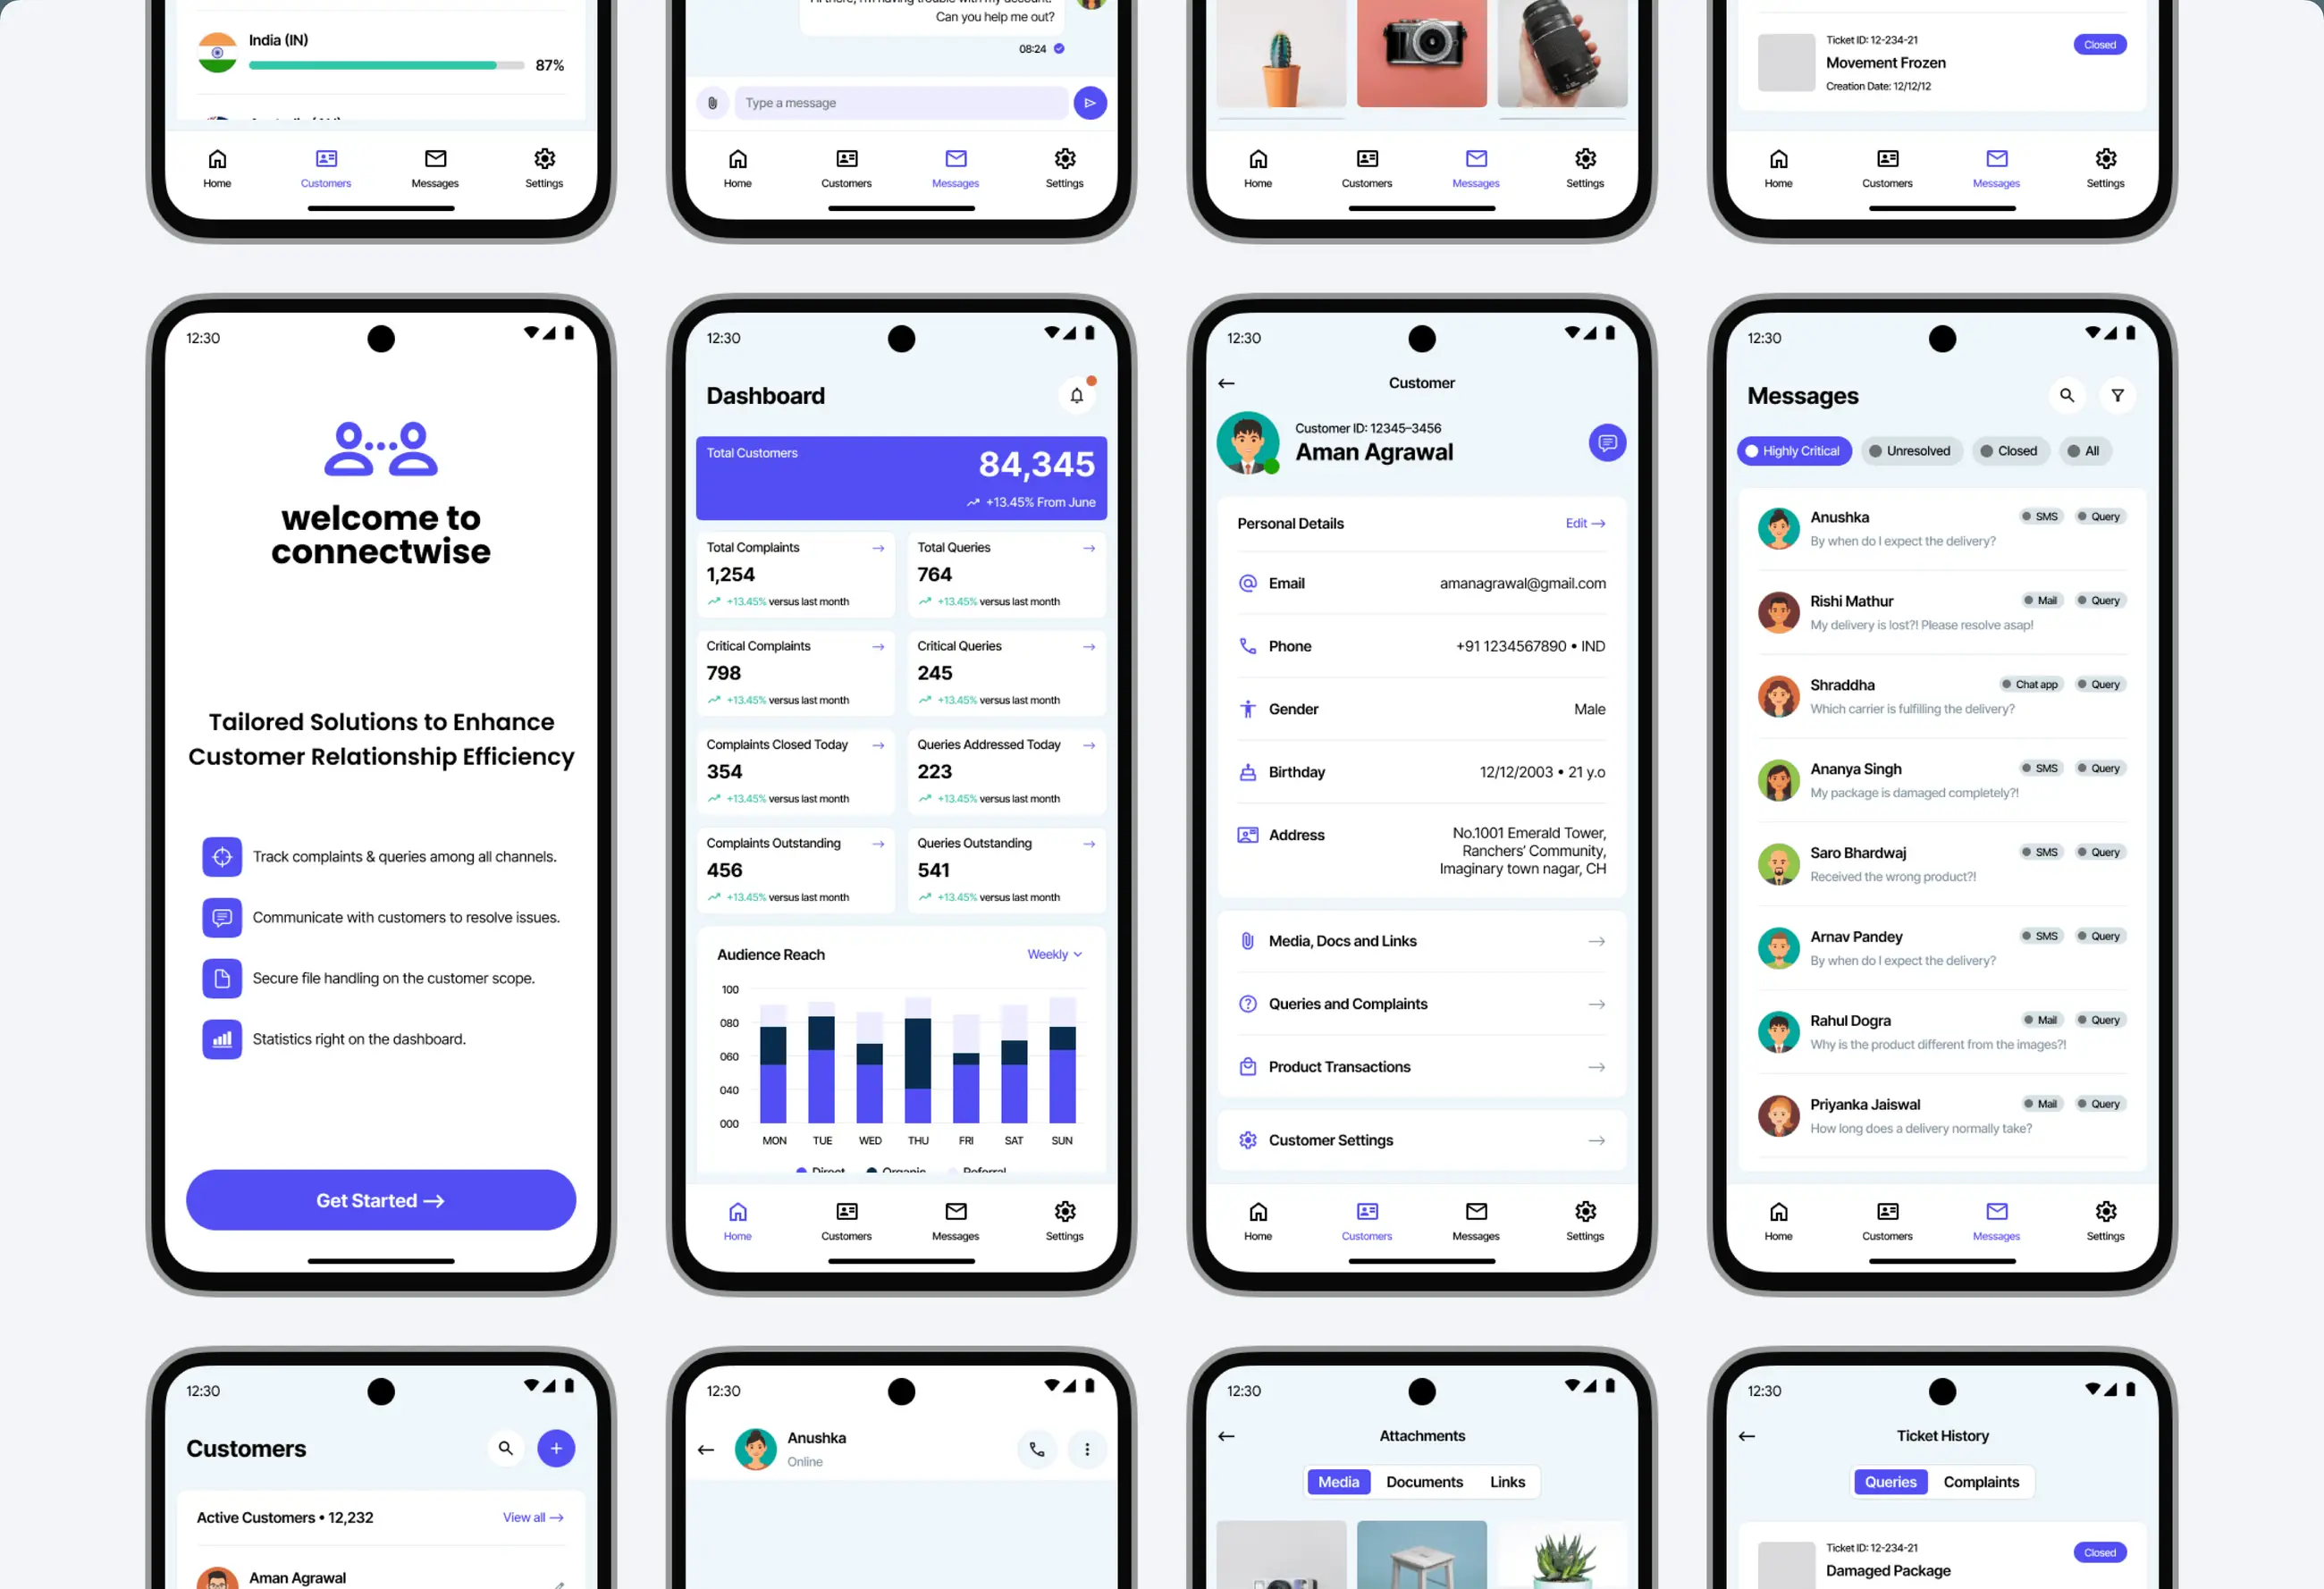 India (IN)
87%
Home
Customers
Messages
Settings
Can you help me out?
08:24
Type a message
Home
Customers
Messages
Settings
Home
Customers
Messages
Settings
Ticket ID: 12-234-21
Closed
Movement Frozen
Creation Date: 12/12/12
Home
Customers
Messages
Settings
12:30
welcome to
connectwise
Tailored Solutions to Enhance
Customer Relationship Efficiency
Track complaints & queries among all channels.
Communicate with customers to resolve issues.
Secure file handling on the customer scope.
Statistics right on the dashboard.
Get Started →
12:30
Dashboard
Total Customers
84,345
+13.45% From June
Total Complaints
1,254
+13.45% versus last month
Total Queries
764
+13.45% versus last month
Critical Complaints
798
+13.45% versus last month
Critical Queries
245
+13.45% versus last month
Complaints Closed Today
354
+13.45% versus last month
Queries Addressed Today
223
+13.45% versus last month
Complaints Outstanding
456
+13.45% versus last month
Queries Outstanding
541
+13.45% versus last month
Audience Reach
Weekly
100
080
060
040
000
MON TUE WED THU FRI SAT SUN
Direct Organic Referral
Home
Customers
Messages
Settings
12:30
Customer
Customer ID: 12345–3456
Aman Agrawal
Personal Details
Edit →
Email
amanagrawal@gmail.com
Phone
+91 1234567890 • IND
Gender
Male
Birthday
12/12/2003 • 21 y.o
Address
No.1001 Emerald Tower,
Ranchers’ Community,
Imaginary town nagar, CH
Media, Docs and Links
Queries and Complaints
Product Transactions
Customer Settings
Home
Customers
Messages
Settings
12:30
Messages
Highly Critical
Unresolved
Closed
All
Anushka
SMS
Query
By when do I expect the delivery?
Rishi Mathur
Mail
Query
My delivery is lost?! Please resolve asap!
Shraddha
Chat app
Query
Which carrier is fulfilling the delivery?
Ananya Singh
SMS
Query
My package is damaged completely?!
Saro Bhardwaj
SMS
Query
Received the wrong product?!
Arnav Pandey
SMS
Query
By when do I expect the delivery?
Rahul Dogra
Mail
Query
Why is the product different from the images?!
Priyanka Jaiswal
Mail
Query
How long does a delivery normally take?
Home
Customers
Messages
Settings
12:30
Customers
Active Customers • 12,232
View all →
Aman Agrawal
12:30
Anushka
Online
12:30
Attachments
Media
Documents
Links
12:30
Ticket History
Queries
Complaints
Ticket ID: 12-234-21
Closed
Damaged Package